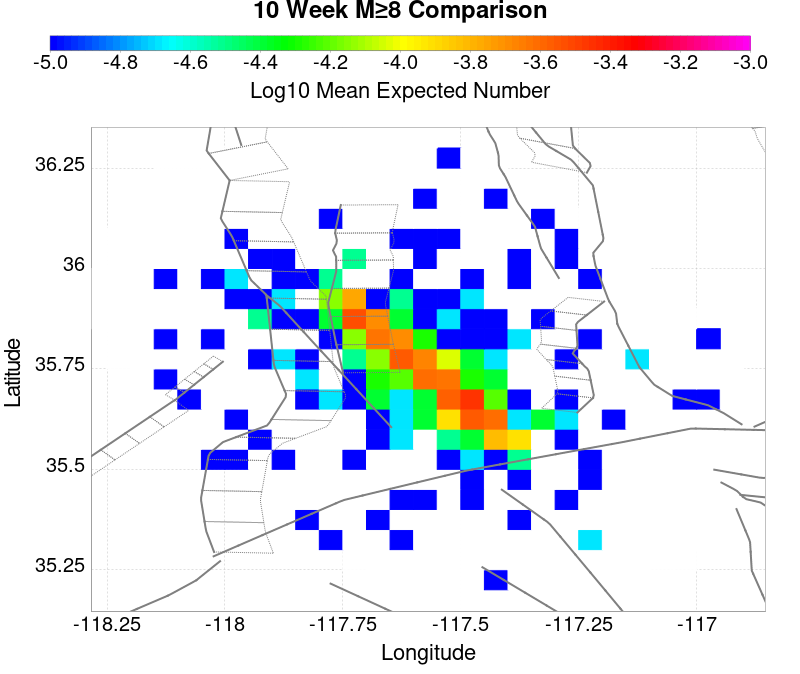 10 Week M≥8 Comparison
-5.0 -4.8 -4.6 -4.4 -4.2 -4.0 -3.8 -3.6 -3.4 -3.2 -3.0
Log10 Mean Expected Number
36.25
36
35.75
35.5
35.25
Latitude
-118.25 -118 -117.75 -117.5 -117.25 -117
Longitude